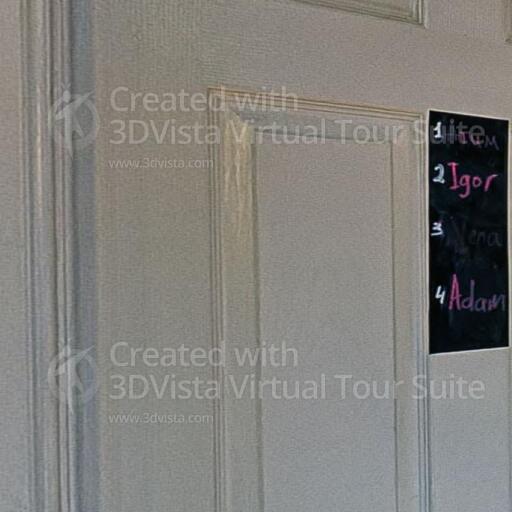 Created with
3DVista Virtual Tour Suite
www.3dvista.com
1
2 Igor
3
4 Adam
Created with
3DVista Virtual Tour Suite
www.3dvista.com